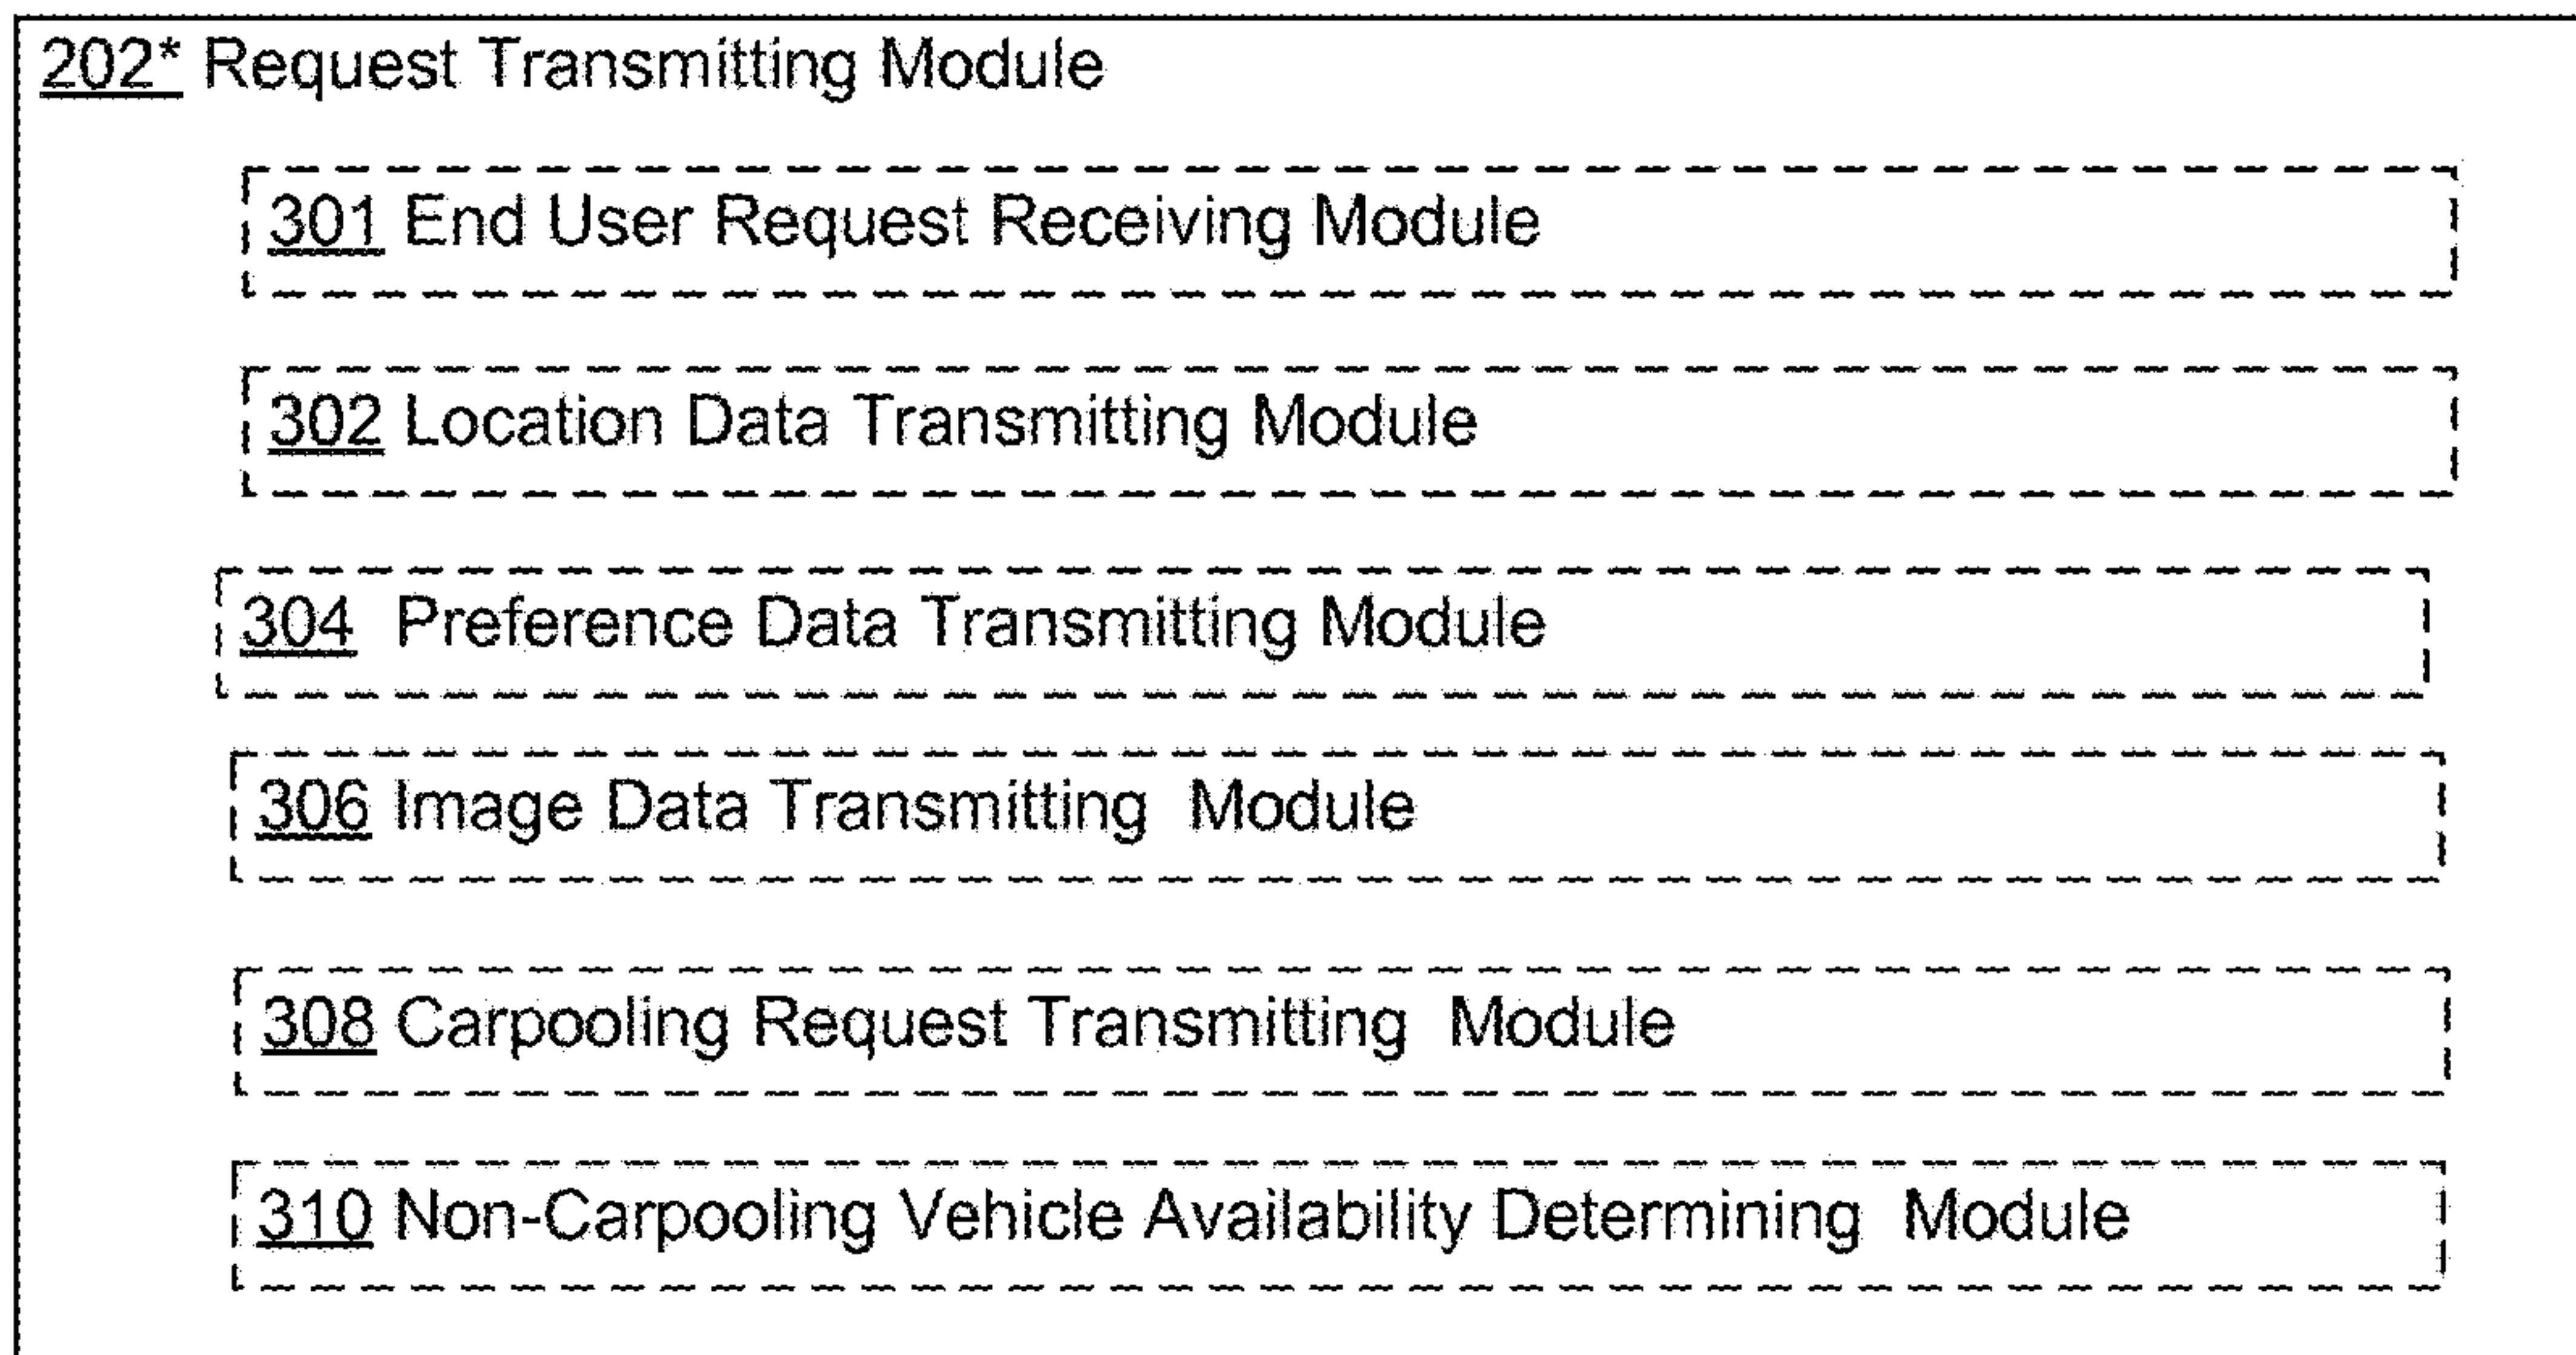 202* Request Transmitting Module
301 End User Request Receiving Module
302 Location Data Transmitting Module
304 Preference Data Transmitting Module
306 Image Data Transmitting Module
308 Carpooling Request Transmitting Module
310 Non-Carpooling Vehicle Availability Determining Module